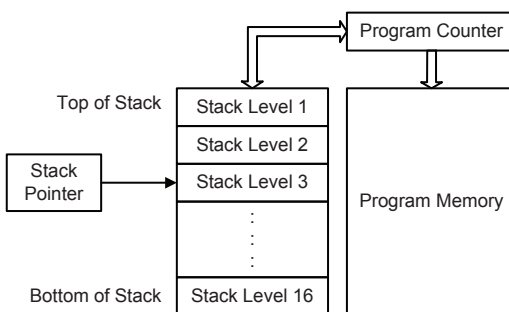 Program Counter
Top of Stack
Stack Level 1
Stack Level 2
Stack
Pointer
Stack Level 3
Program Memory
Bottom of Stack
Stack Level 16